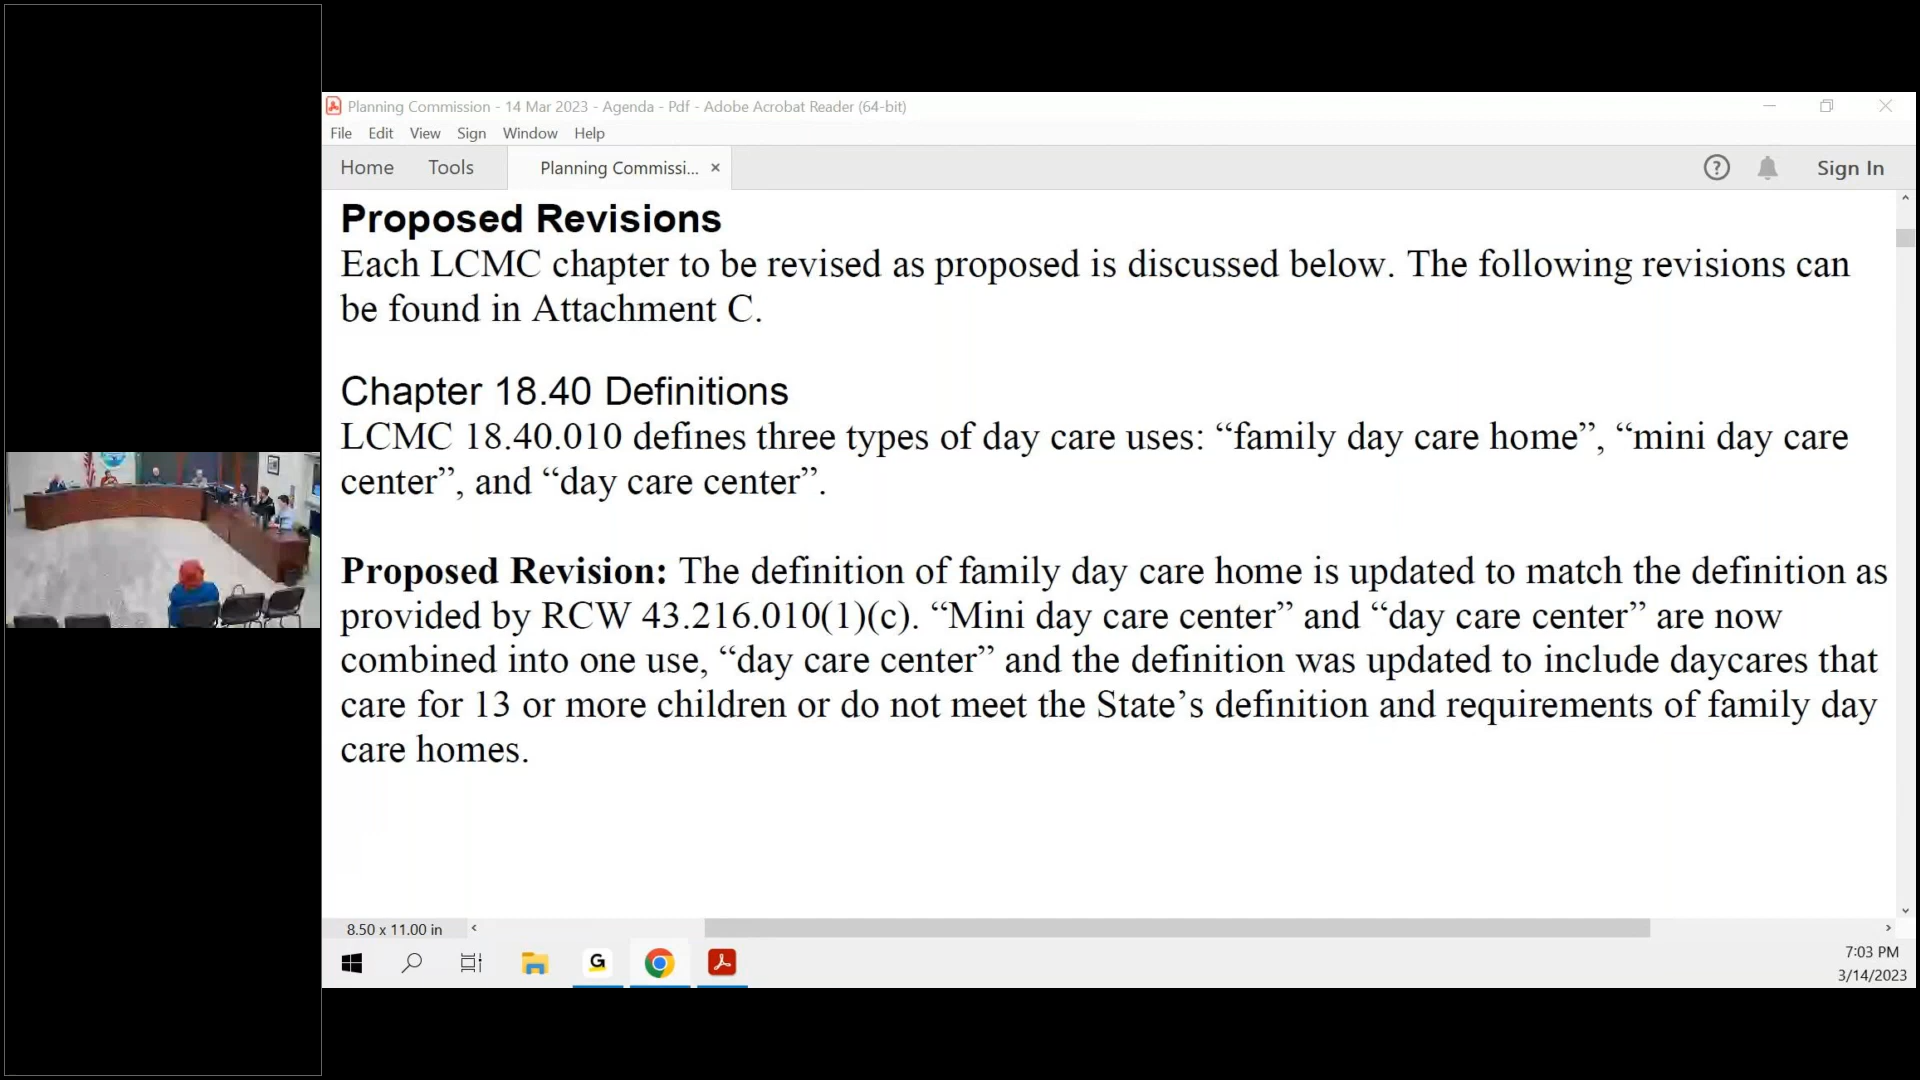 Planning Commission - 14 Mar 2023 - Agenda - Pdf - Adobe Acrobat Reader (64-bit)
File Edit View Sign Window Help
Home Tools Planning Commissi... × ? Sign In
Proposed Revisions
Each LCMC chapter to be revised as proposed is discussed below. The following revisions can
be found in Attachment C.
Chapter 18.40 Definitions
LCMC 18.40.010 defines three types of day care uses: “family day care home”, “mini day care
center”, and “day care center”.
Proposed Revision: The definition of family day care home is updated to match the definition as
provided by RCW 43.216.010(1)(c). “Mini day care center” and “day care center” are now
combined into one use, “day care center” and the definition was updated to include daycares that
care for 13 or more children or do not meet the State’s definition and requirements of family day
care homes.
8.50 x 11.00 in
G
7:03 PM
3/14/2023